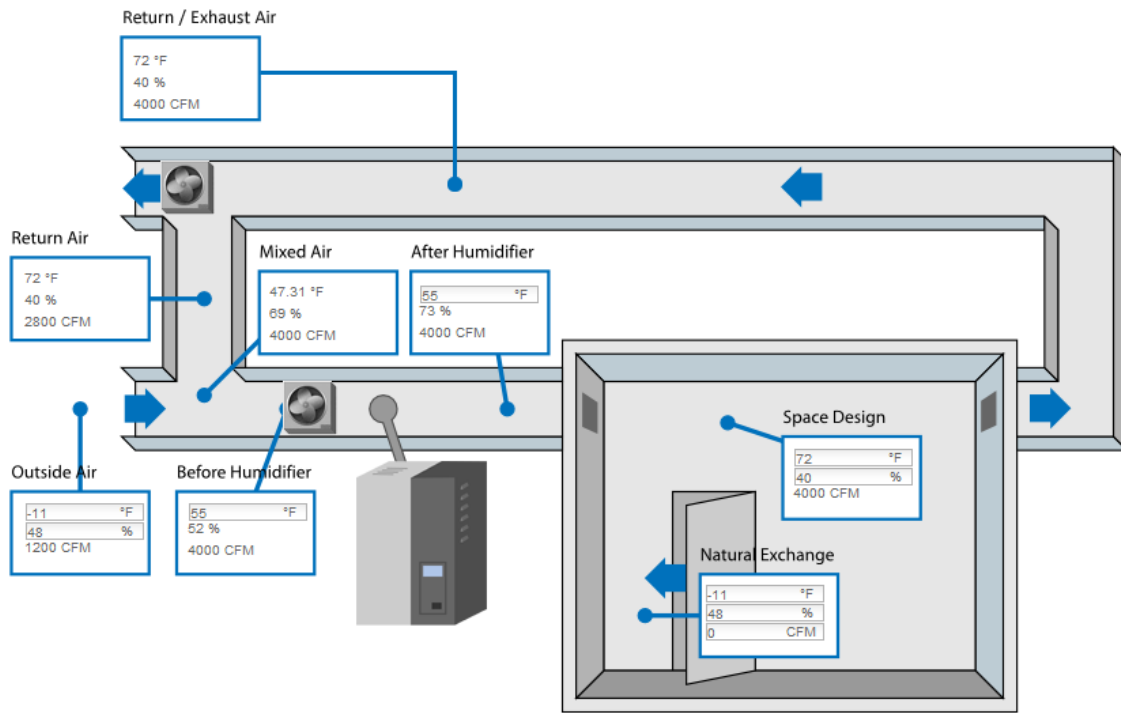 Return / Exhaust Air
72 °F
40 %
4000 CFM
Return Air
72 °F
40 %
2800 CFM
Mixed Air
47.31 °F
69 %
4000 CFM
After Humidifier
55 °F
73 %
4000 CFM
Outside Air
-11 °F
48 %
1200 CFM
Before Humidifier
55 °F
52 %
4000 CFM
Space Design
72 °F
40 %
4000 CFM
Natural Exchange
-11 °F
48 %
0 CFM